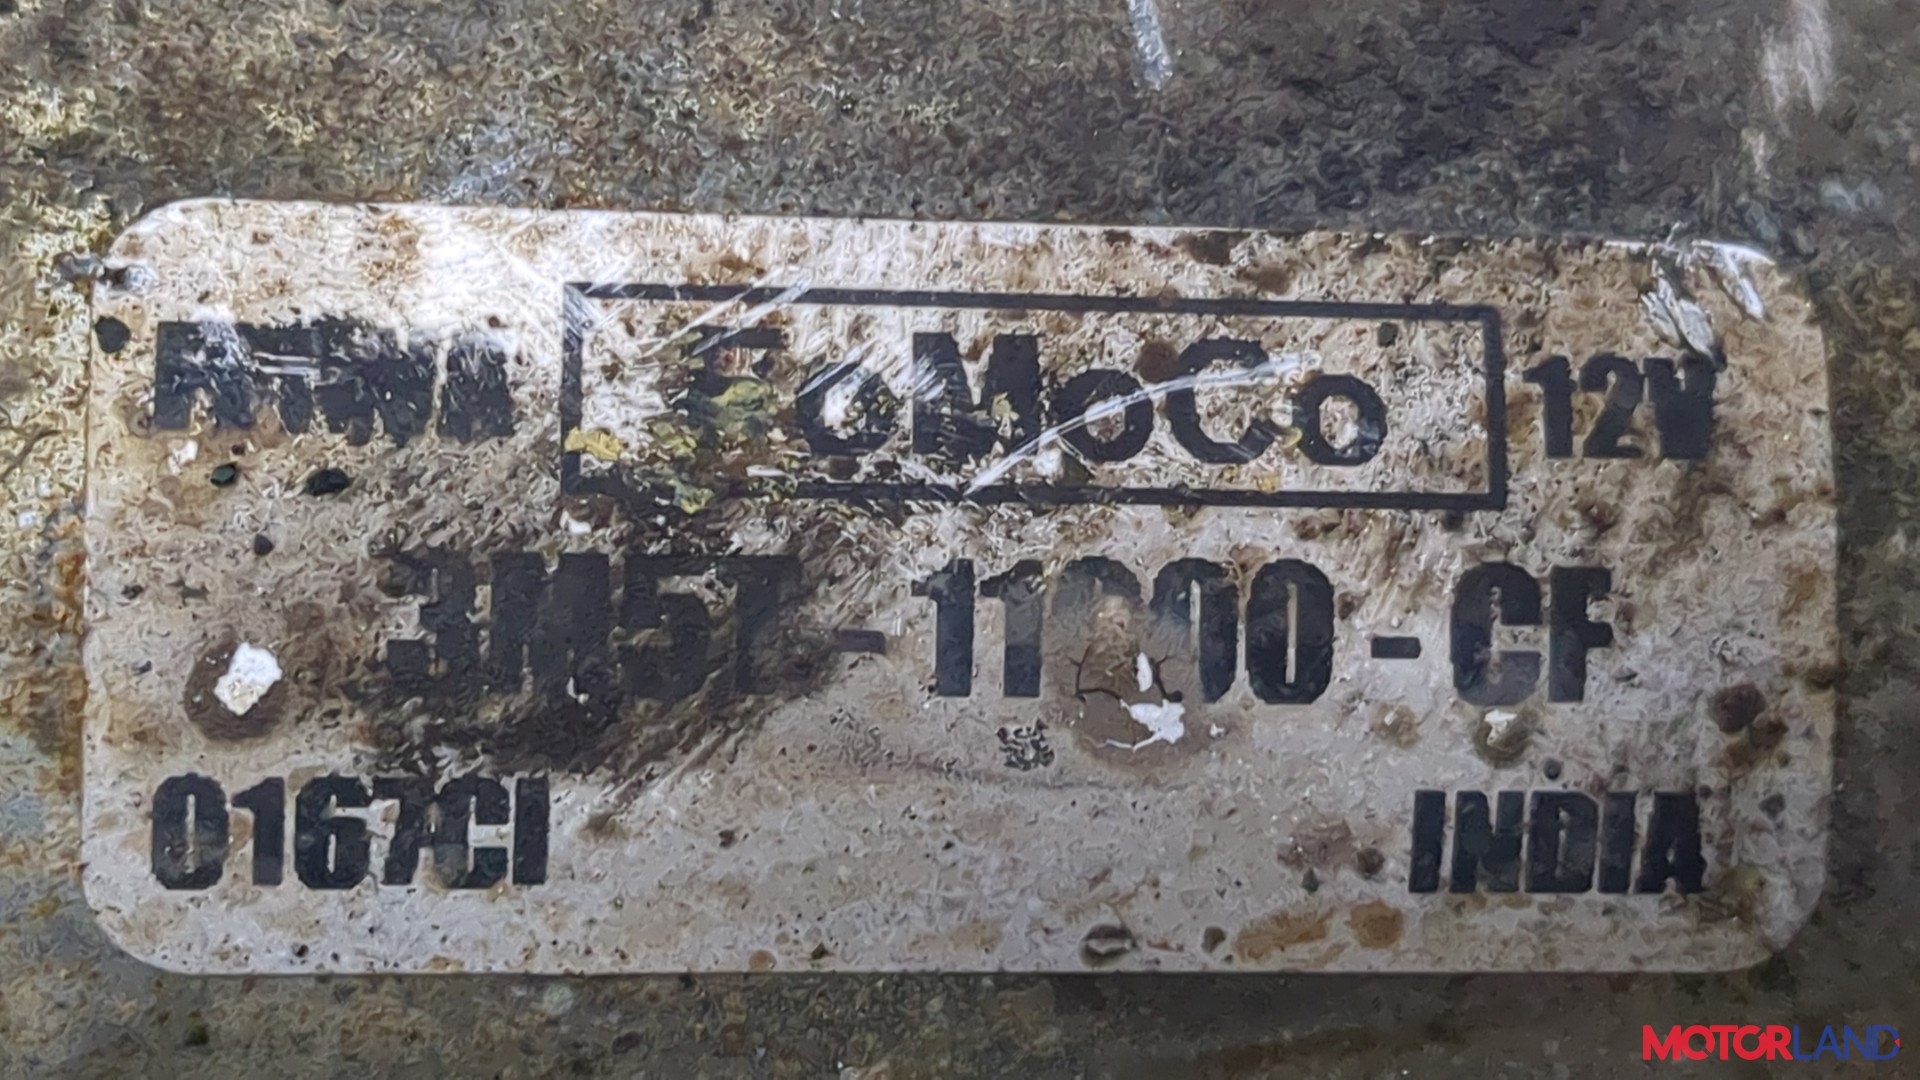 FoMoCo 12V
3M5T-11000-CF
0167CI INDIA
MOTORLAND